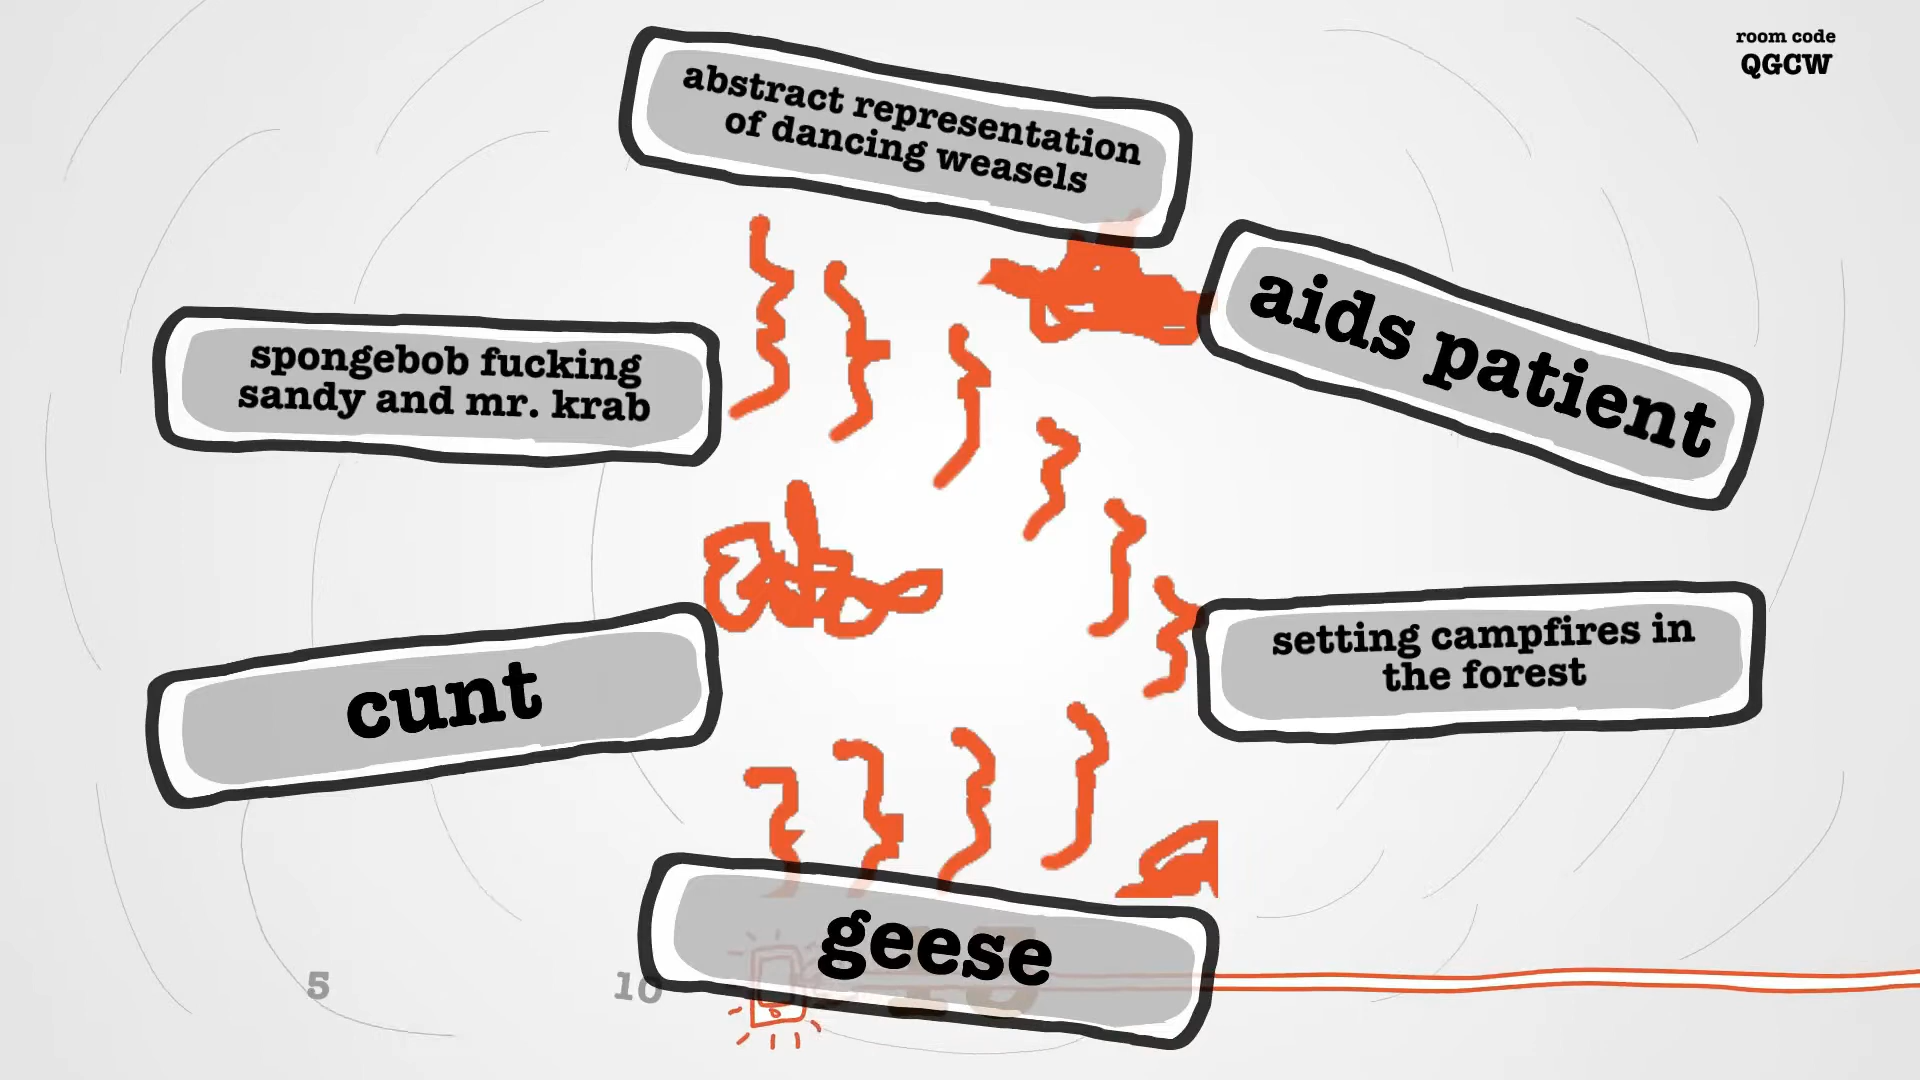 room code
QGCW
abstract representation
of dancing weasels
aids patient
spongebob fucking
sandy and mr. krab
setting campfires in
the forest
cunt
geese
5
10